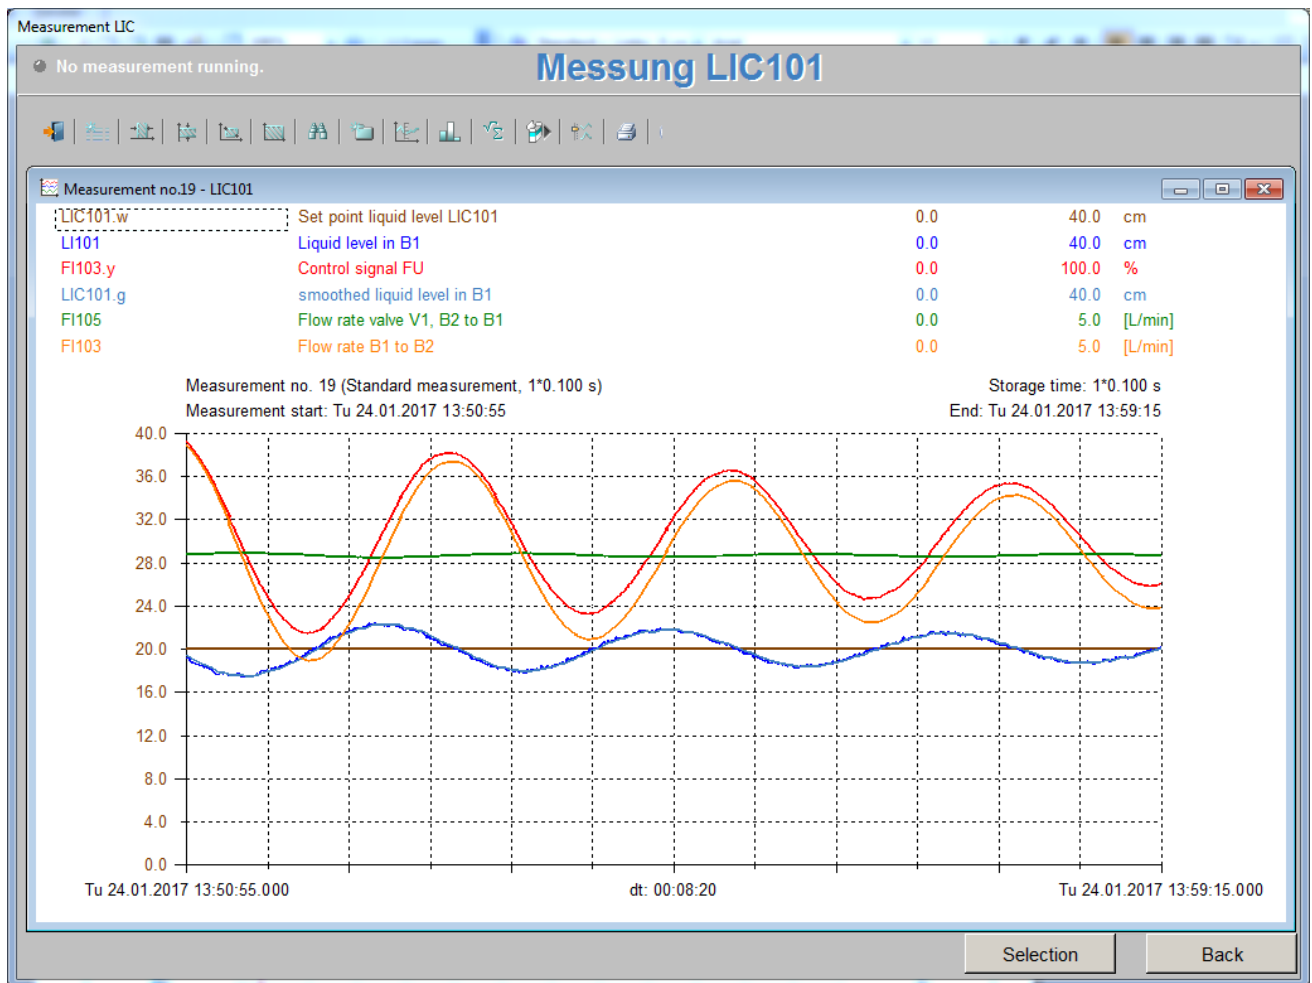 Measurement LIC
No measurement running.
Messung LIC101
Measurement no.19 - LIC101
LIC101.w Set point liquid level LIC101 0.0 40.0 cm
LI101 Liquid level in B1 0.0 40.0 cm
FI103.y Control signal FU 0.0 100.0 %
LIC101.g smoothed liquid level in B1 0.0 40.0 cm
FI105 Flow rate valve V1, B2 to B1 0.0 5.0 [L/min]
FI103 Flow rate B1 to B2 0.0 5.0 [L/min]
Measurement no. 19 (Standard measurement, 1*0.100 s) Storage time: 1*0.100 s
Measurement start: Tu 24.01.2017 13:50:55 End: Tu 24.01.2017 13:59:15
40.0
36.0
32.0
28.0
24.0
20.0
16.0
12.0
8.0
4.0
0.0
Tu 24.01.2017 13:50:55.000 dt: 00:08:20 Tu 24.01.2017 13:59:15.000
Selection Back